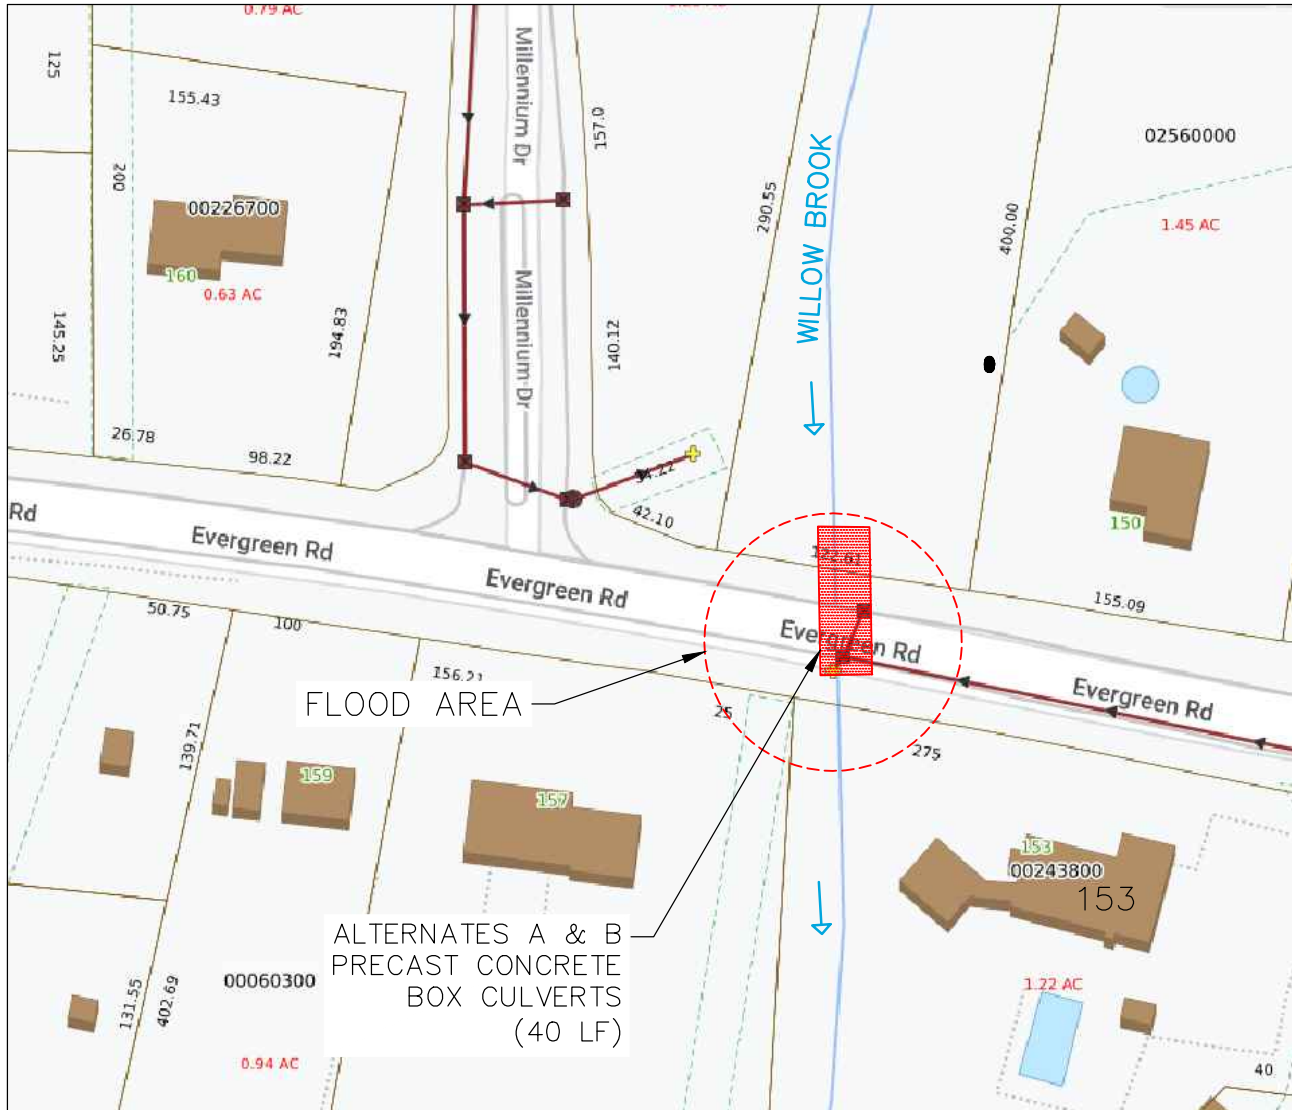 0.79 AC
125
155.43
Millennium Dr
157.0
02560000
200
00226700
290.55
WILLOW BROOK
400.00
1.45 AC
160
0.63 AC
145.25
194.83
Millennium Dr
140.12
26.78
98.22
42.10
150
122.61
Rd
Evergreen Rd
Evergreen Rd
155.09
Evergreen Rd
Evergreen Rd
50.75
100
156.21
FLOOD AREA
25
275
139.71
159
157
153
00243800
153
ALTERNATES A & B
PRECAST CONCRETE
BOX CULVERTS
(40 LF)
00060300
131.55
402.69
1.22 AC
0.94 AC
40